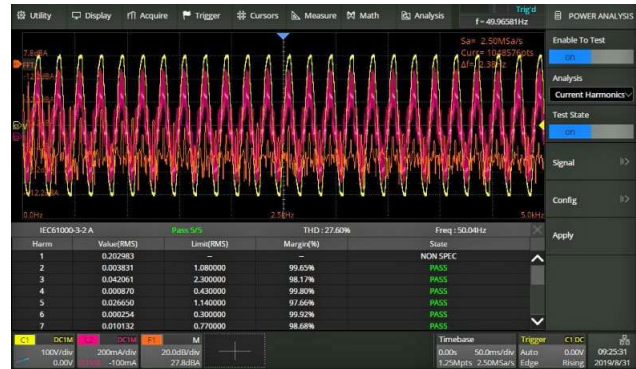 Utility Display Acquire Trigger Cursors Measure Math Analysis
Trig'd
f = 49.96581Hz
POWER ANALYSIS
Sa= 2.50MSa/s
Curr= 1048576pts
Δf= 2.38Hz
7.8dBA
FFT
0.0Hz
5.0kHz
IEC61000-3-2 A Pass 5/5 THD : 27.60% Freq : 50.04Hz
Harm Value(RMS) Limit(RMS) Margin(%) State
1 0.202983 -- -- NON SPEC
2 0.003831 1.080000 99.65% PASS
3 0.042061 2.300000 98.17% PASS
4 0.000870 0.430000 99.80% PASS
5 0.026650 1.140000 97.66% PASS
6 0.000254 0.300000 99.92% PASS
7 0.010132 0.770000 98.68% PASS
Enable To Test
on
Analysis
Current Harmonics
Test State
on
Signal
Config
Apply
C1 DC1M
100V/div
0.00V
C2 DC1M
200mA/div
-100mA
F1 M
20.0dB/div
27.8dBA
Timebase
0.00s 50.0ms/div
1.25Mpts 2.50MSa/s
Trigger C1 DC
Auto 0.00V
Edge Rising
09:25:31
2019/8/31